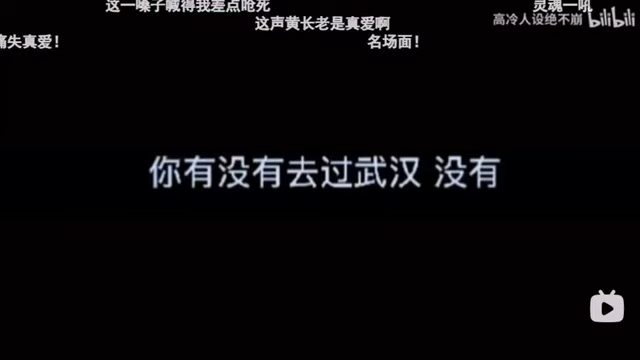 这一嗓子喊得我差点呛死
灵魂一吼
高冷人设绝不崩 bilibili
这声黄长老是真爱啊
痛失真爱！
名场面！
你有没有去过武汉 没有